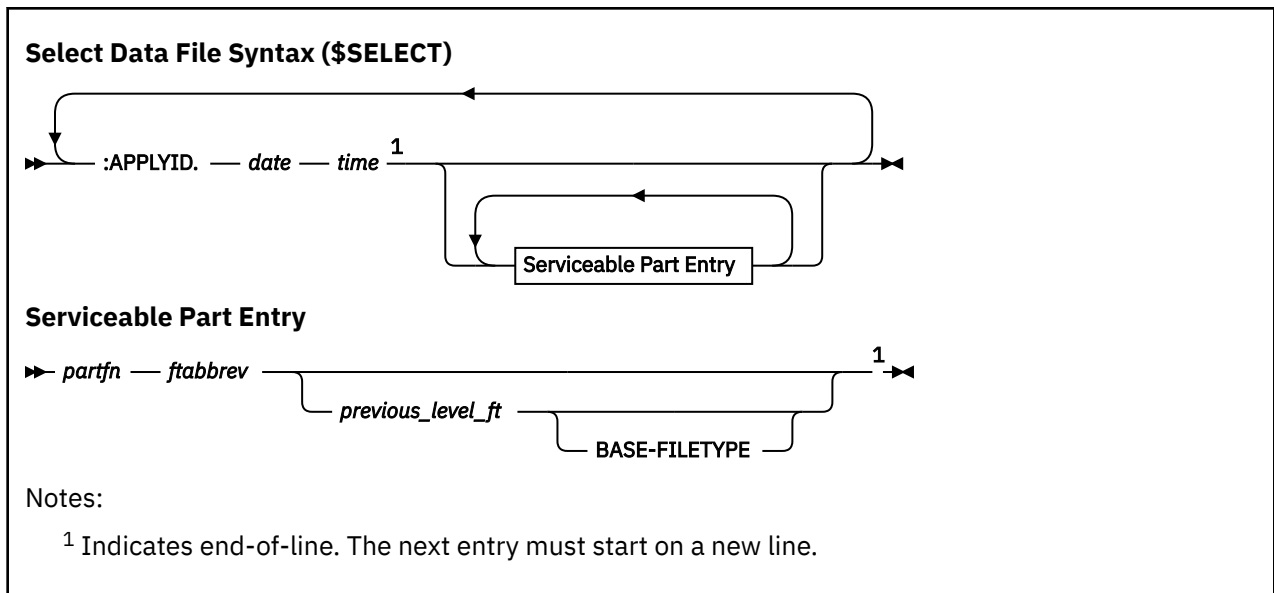 Select Data File Syntax ($SELECT)
:APPLYID. date time 1
Serviceable Part Entry
Serviceable Part Entry
partfn ftabbrev 1
previous_level_ft
BASE-FILETYPE
Notes:
1 Indicates end-of-line. The next entry must start on a new line.